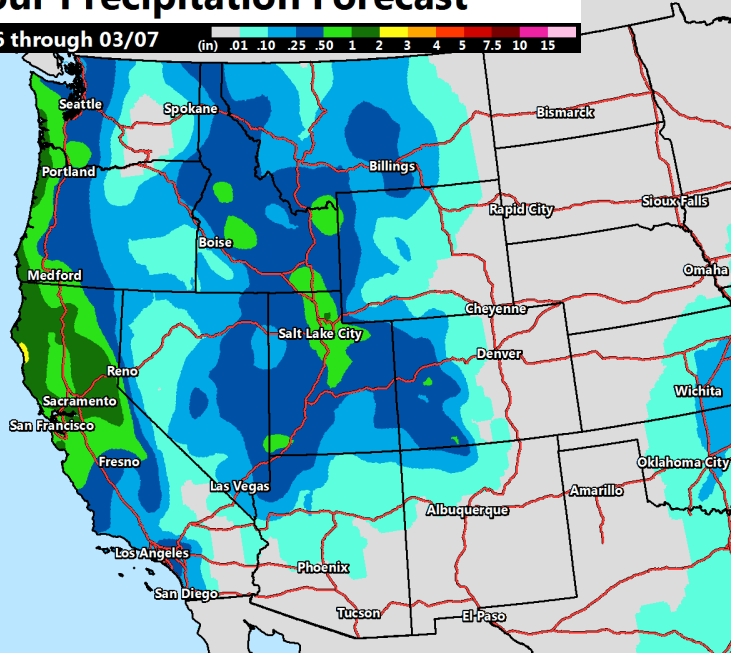 our Precipitation Forecast
6 through 03/07
(in) .01 .10 .25 .50 1 2 3 4 5 7.5 10 15
Seattle
Spokane
Bismarck
Portland
Billings
Rapid City
Sioux Falls
Boise
Medford
Omaha
Cheyenne
Salt Lake City
Denver
Reno
Wichita
Sacramento
San Francisco
Fresno
Oklahoma City
Las Vegas
Amarillo
Albuquerque
Los Angeles
Phoenix
San Diego
Tucson
El Paso